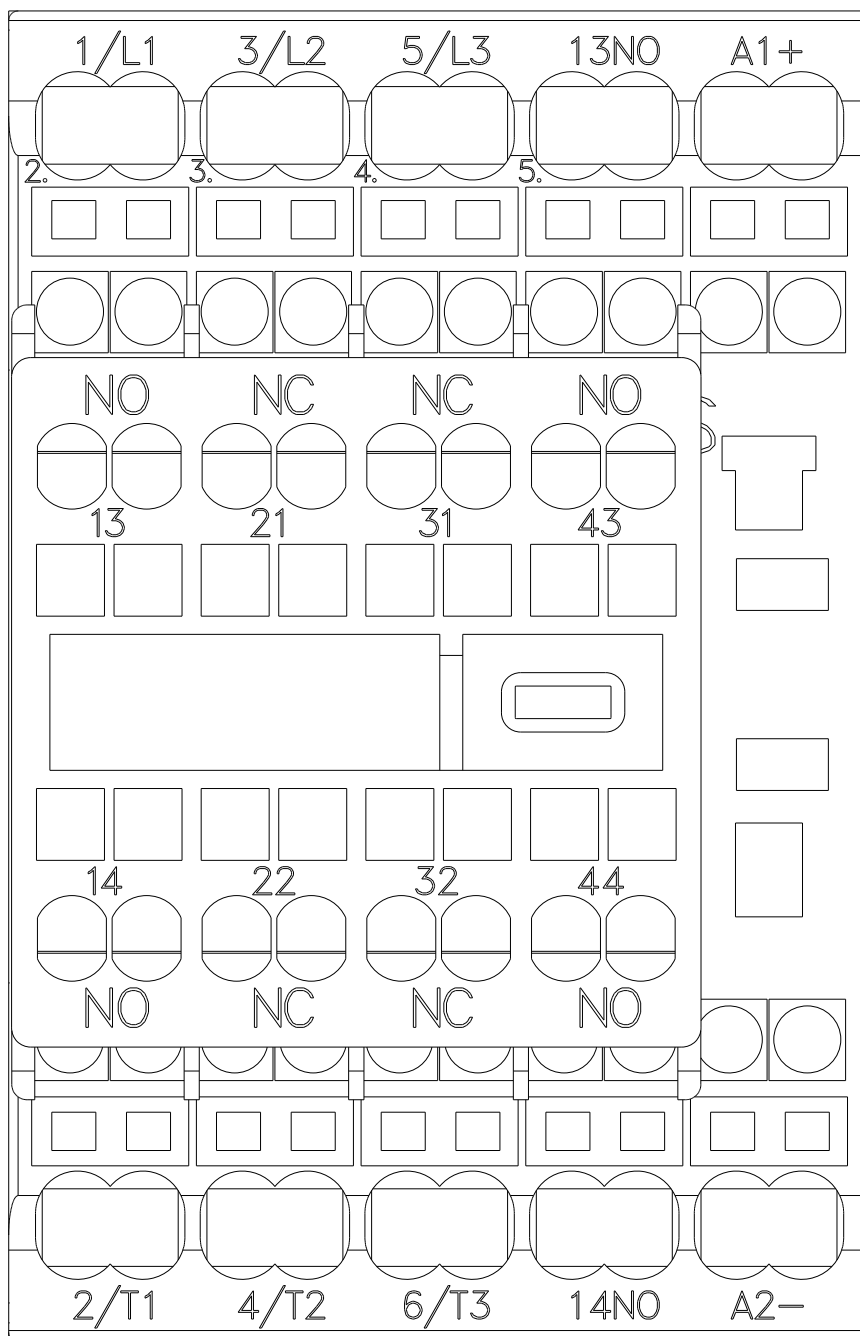 1/L1 3/L2 5/L3 13NO A1+
2. 3. 4. 5.
NO NC NC NO
13 21 31 43
14 22 32 44
NO NC NC NO
2/T1 4/T2 6/T3 14NO A2−